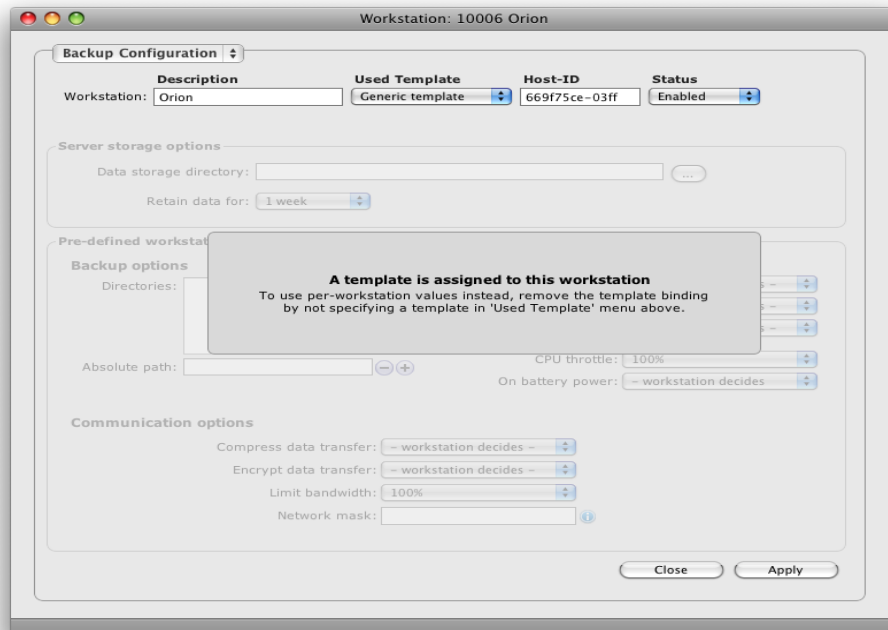 Workstation: 10006 Orion
Backup Configuration
Description Used Template Host-ID Status
Workstation: Orion Generic template 669f75ce-03ff Enabled
Server storage options
Data storage directory: ...
Retain data for: 1 week
Pre-defined
Backup options
Directories:
A template is assigned to this workstation
To use per-workstation values instead, remove the template binding
by not specifying a template in 'Used Template' menu above.
CPU throttle: 100%
Absolute path:
On battery power: - workstation decides
Communication options
Compress data transfer: - workstation decides -
Encrypt data transfer: - workstation decides -
Limit bandwidth: 100%
Network mask:
Close Apply